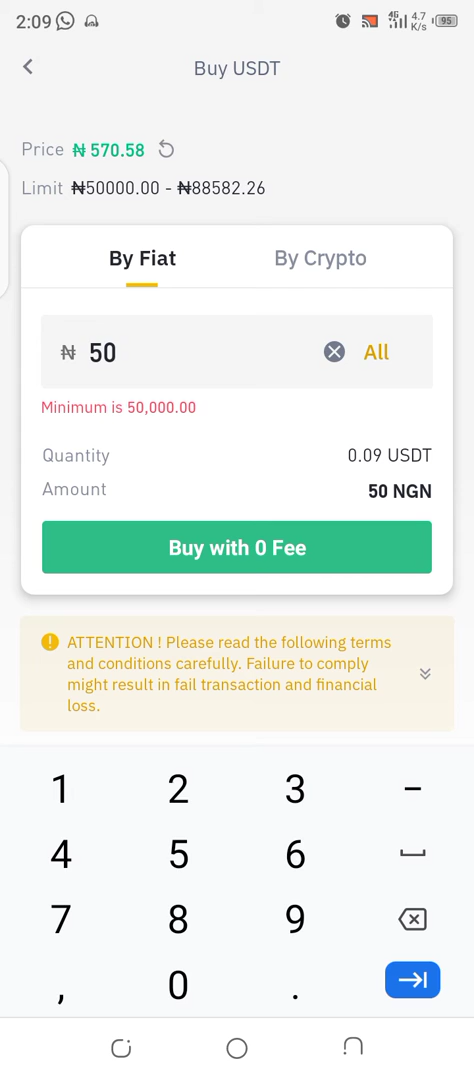 2:09 4G 4.7 K/s 95
Buy USDT
Price ₦ 570.58
Limit ₦50000.00 - ₦88582.26
By Fiat By Crypto
₦ 50 All
Minimum is 50,000.00
Quantity 0.09 USDT
Amount 50 NGN
Buy with 0 Fee
ATTENTION ! Please read the following terms
and conditions carefully. Failure to comply
might result in fail transaction and financial
loss.
1 2 3 –
4 5 6
7 8 9
, 0 .